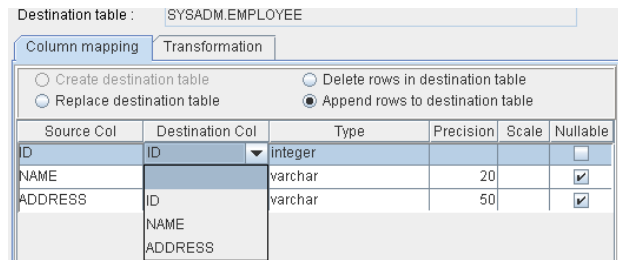 Destination table : SYSADM.EMPLOYEE
Column mapping Transformation
Create destination table Delete rows in destination table
Replace destination table Append rows to destination table
Source Col Destination Col Type Precision Scale Nullable
ID ID integer
NAME varchar 20
ADDRESS ID varchar 50
NAME
ADDRESS